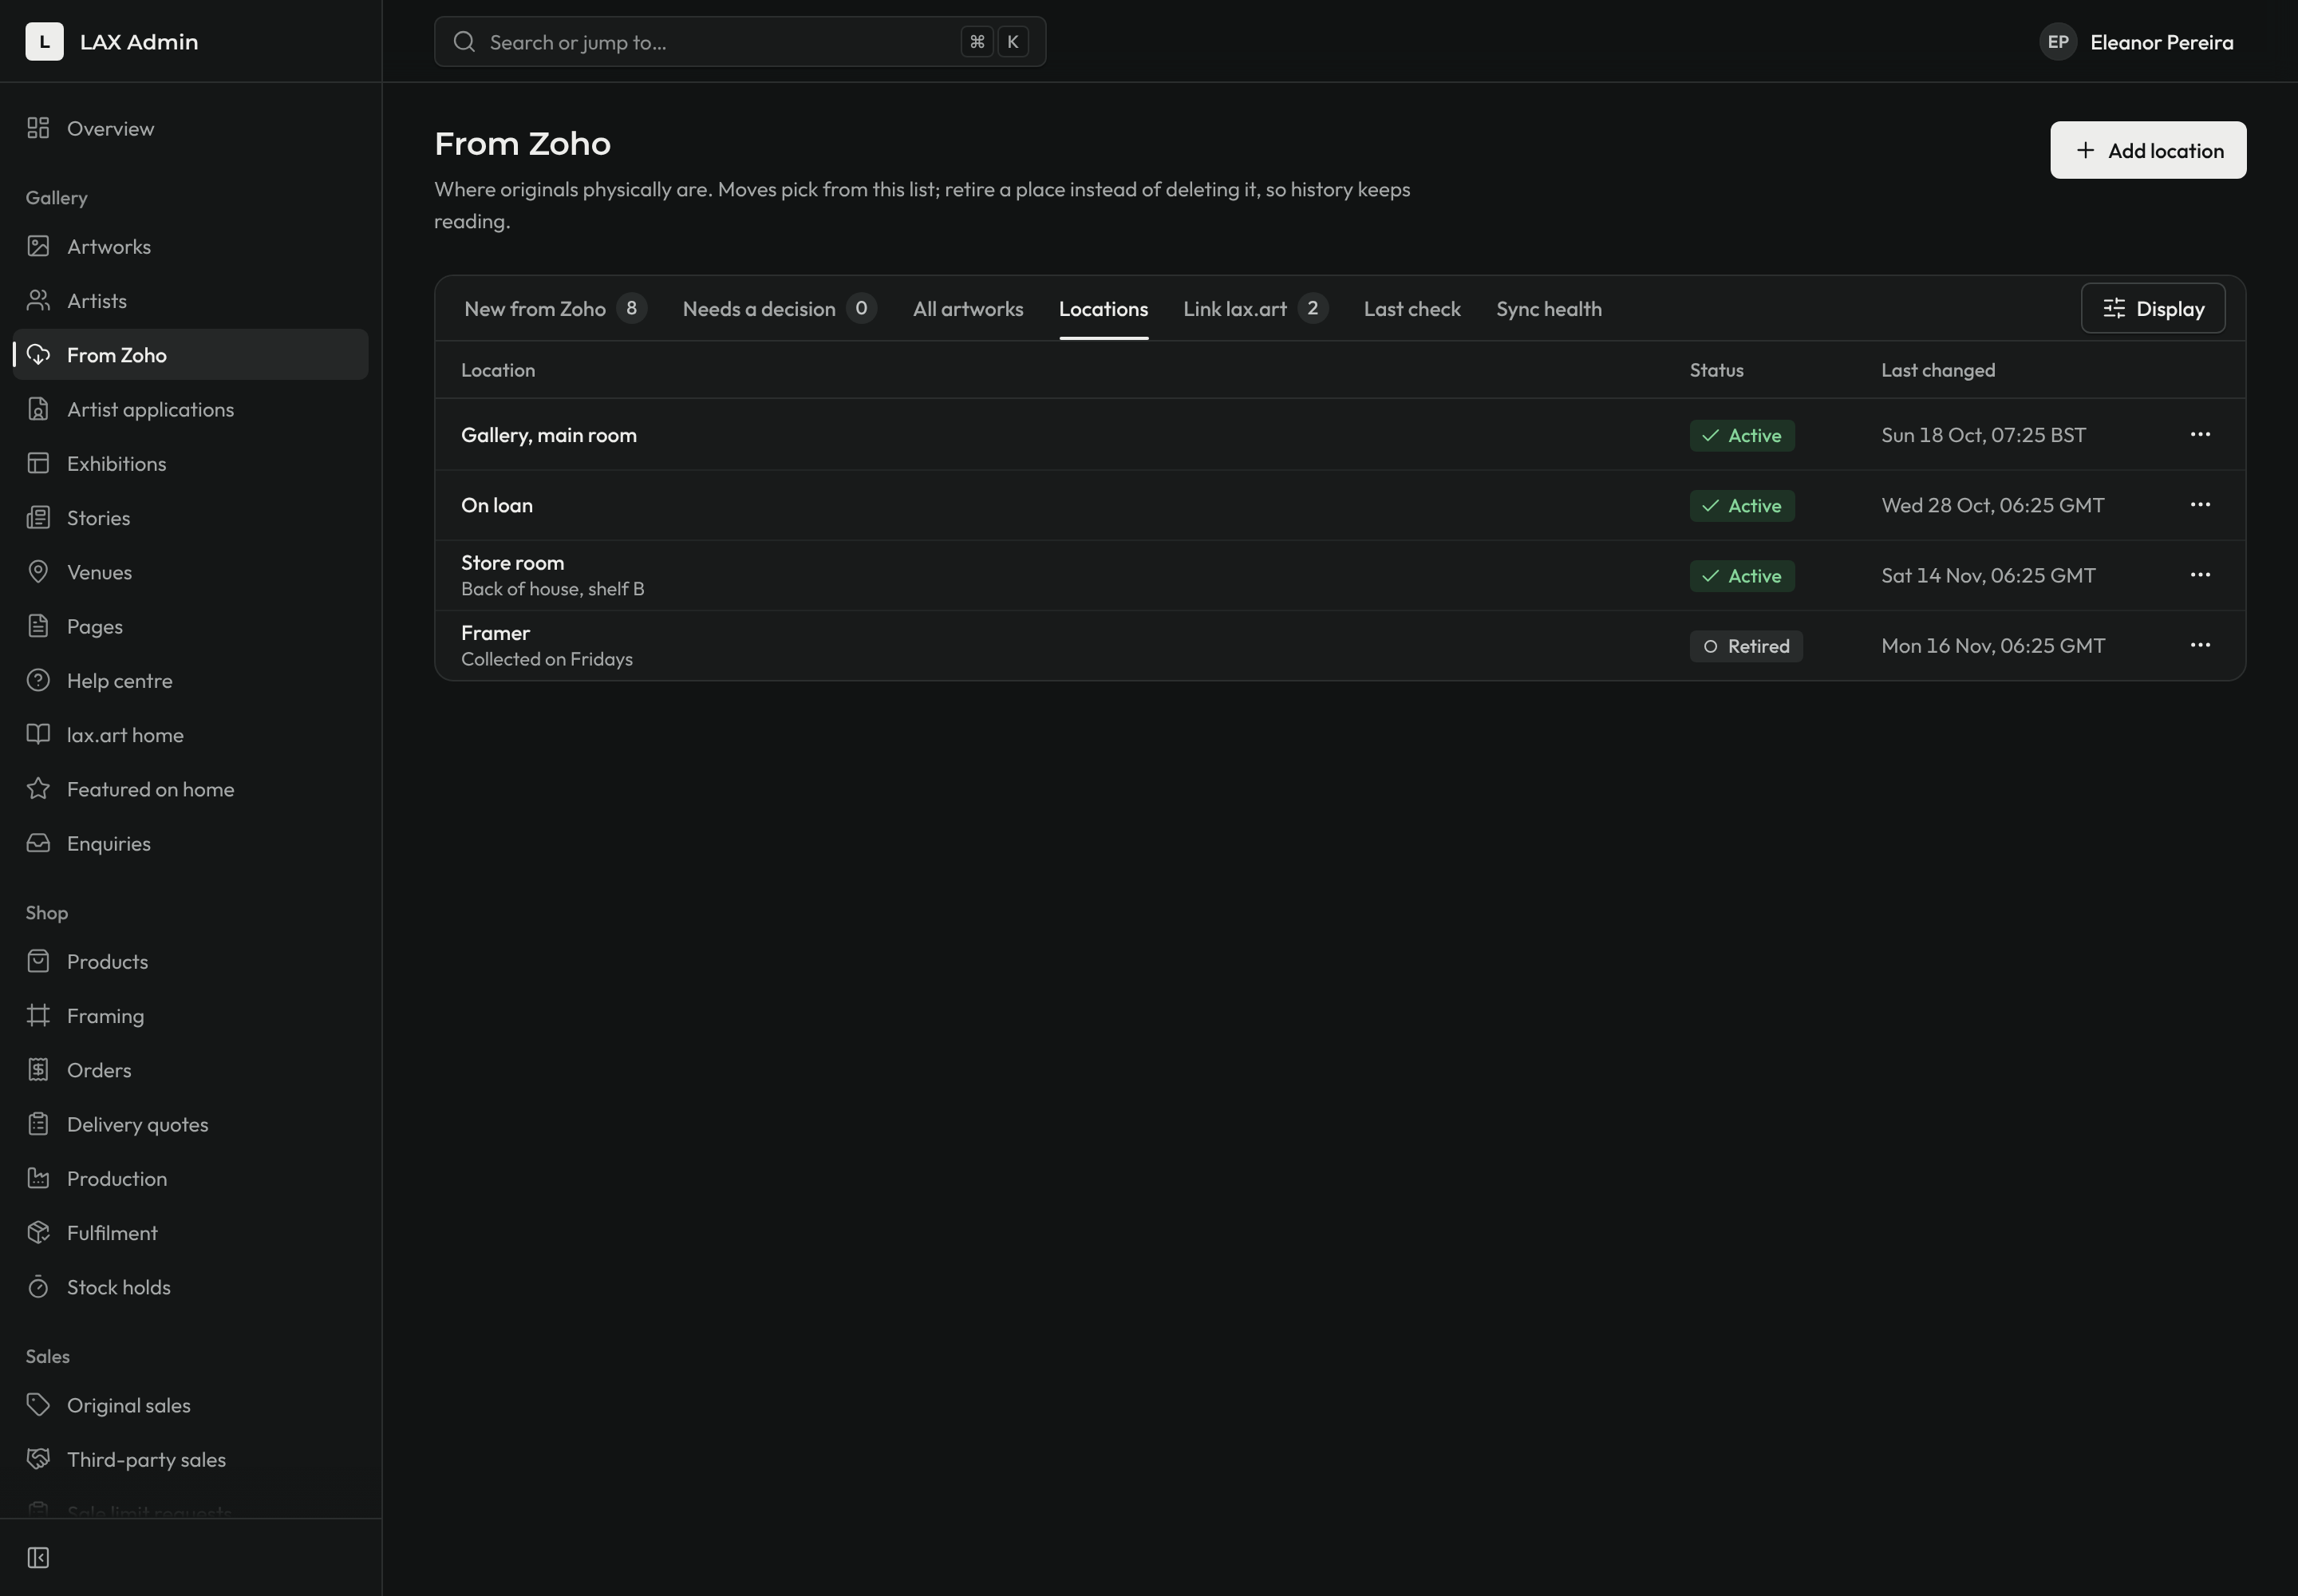 L LAX Admin
Search or jump to...
⌘ K
EP Eleanor Pereira
Overview
Gallery
Artworks
Artists
From Zoho
Artist applications
Exhibitions
Stories
Venues
Pages
Help centre
lax.art home
Featured on home
Enquiries
Shop
Products
Framing
Orders
Delivery quotes
Production
Fulfilment
Stock holds
Sales
Original sales
Third-party sales
Sale limit requests
From Zoho
Add location
Where originals physically are. Moves pick from this list; retire a place instead of deleting it, so history keeps
reading.
New from Zoho 8 Needs a decision 0 All artworks Locations Link lax.art 2 Last check Sync health Display
Location Status Last changed
Gallery, main room Active Sun 18 Oct, 07:25 BST
On loan Active Wed 28 Oct, 06:25 GMT
Store room
Back of house, shelf B
Active Sat 14 Nov, 06:25 GMT
Framer
Collected on Fridays
Retired Mon 16 Nov, 06:25 GMT